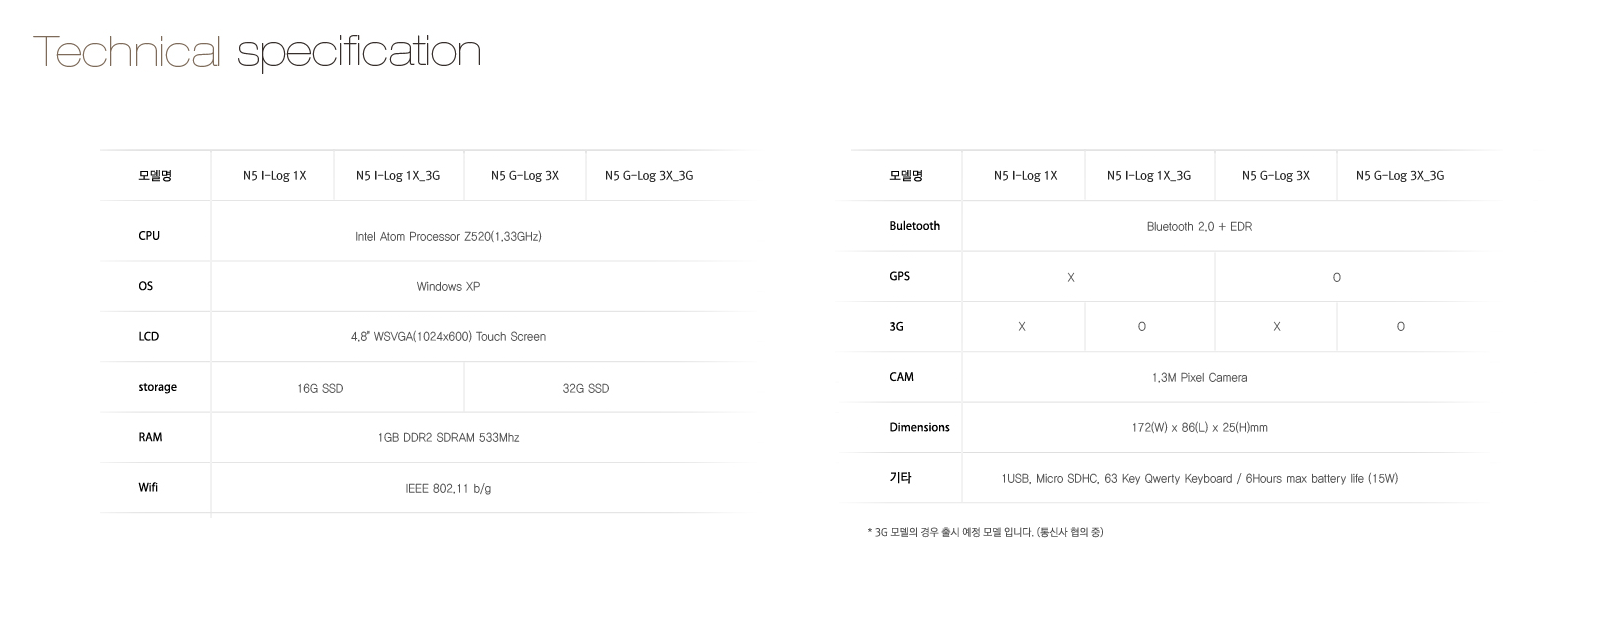 Technical specification
모델명 N5 I-Log 1X N5 I-Log 1X_3G N5 G-Log 3X N5 G-Log 3X_3G
CPU Intel Atom Processor Z520(1.33GHz)
OS Windows XP
LCD 4.8" WSVGA(1024x600) Touch Screen
storage 16G SSD 32G SSD
RAM 1GB DDR2 SDRAM 533Mhz
Wifi IEEE 802.11 b/g
모델명 N5 I-Log 1X N5 I-Log 1X_3G N5 G-Log 3X N5 G-Log 3X_3G
Buletooth Bluetooth 2.0 + EDR
GPS X O
3G X O X O
CAM 1.3M Pixel Camera
Dimensions 172(W) x 86(L) x 25(H)mm
기타 1USB, Micro SDHC, 63 Key Qwerty Keyboard / 6Hours max battery life (15W)
* 3G 모델의 경우 출시 예정 모델 입니다. (통신사 협의 중)